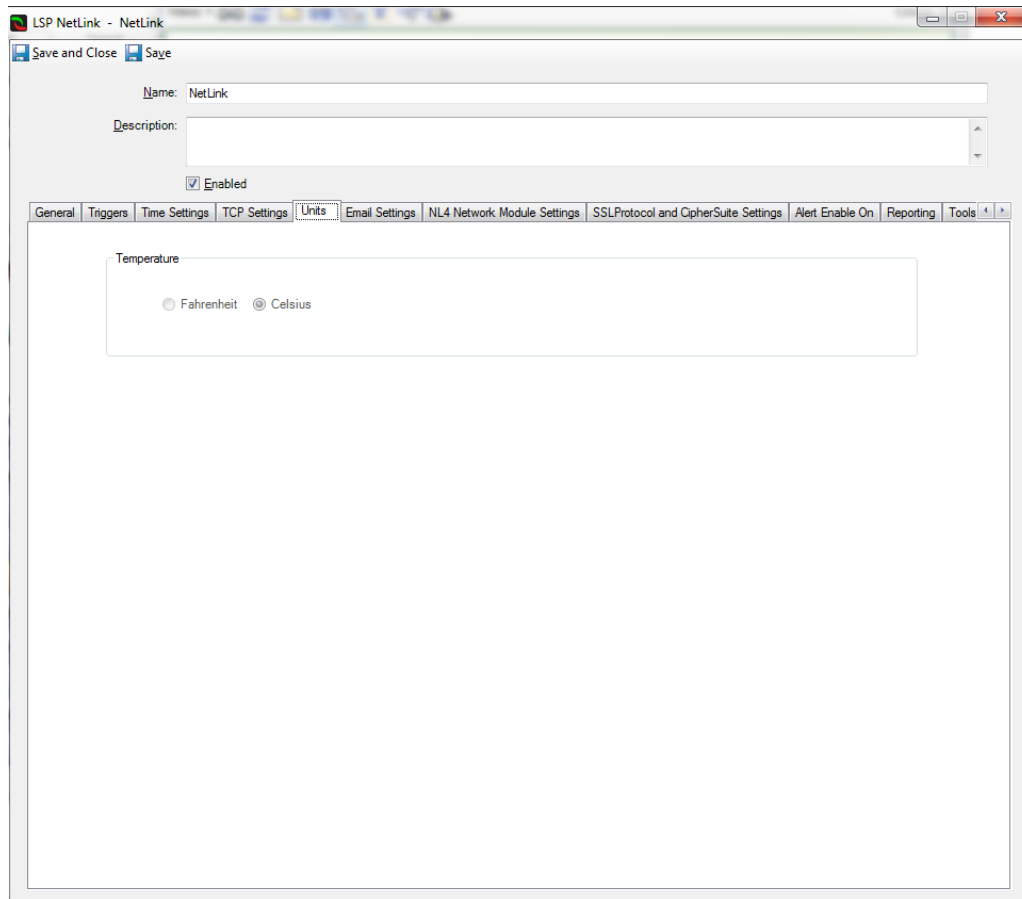 LSP NetLink - NetLink
Save and Close Save
Name: NetLink
Description:
Enabled
General Triggers Time Settings TCP Settings Units Email Settings NL4 Network Module Settings SSLProtocol and CipherSuite Settings Alert Enable On Reporting Tools
Temperature
Fahrenheit Celsius